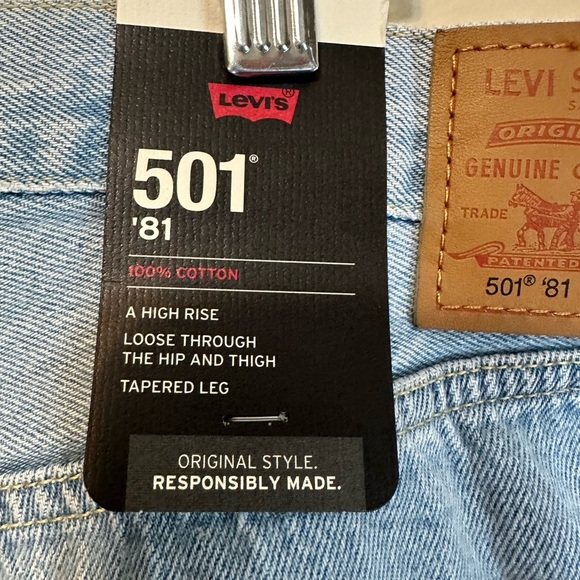 LEVI'S®
501®
'81
100% COTTON
A HIGH RISE
LOOSE THROUGH
THE HIP AND THIGH
TAPERED LEG
ORIGINAL STYLE.
RESPONSIBLY MADE.
LEVI S
GENUINE
TRADE
PATENTED
501® '81